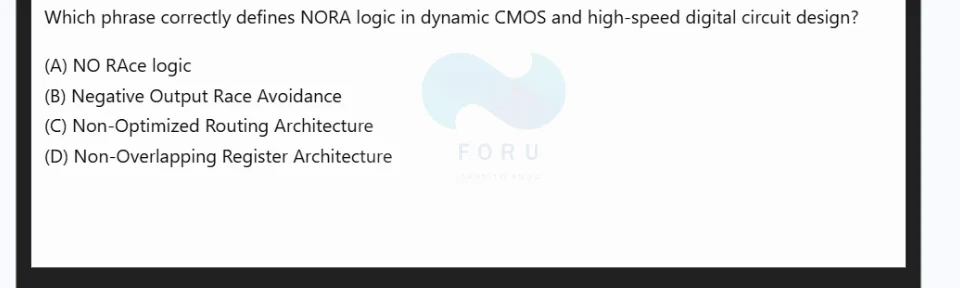 Which phrase correctly defines NORA logic in dynamic CMOS and high-speed digital circuit design?
(A) NO RAce logic
(B) Negative Output Race Avoidance
(C) Non-Optimized Routing Architecture
(D) Non-Overlapping Register Architecture
FORU